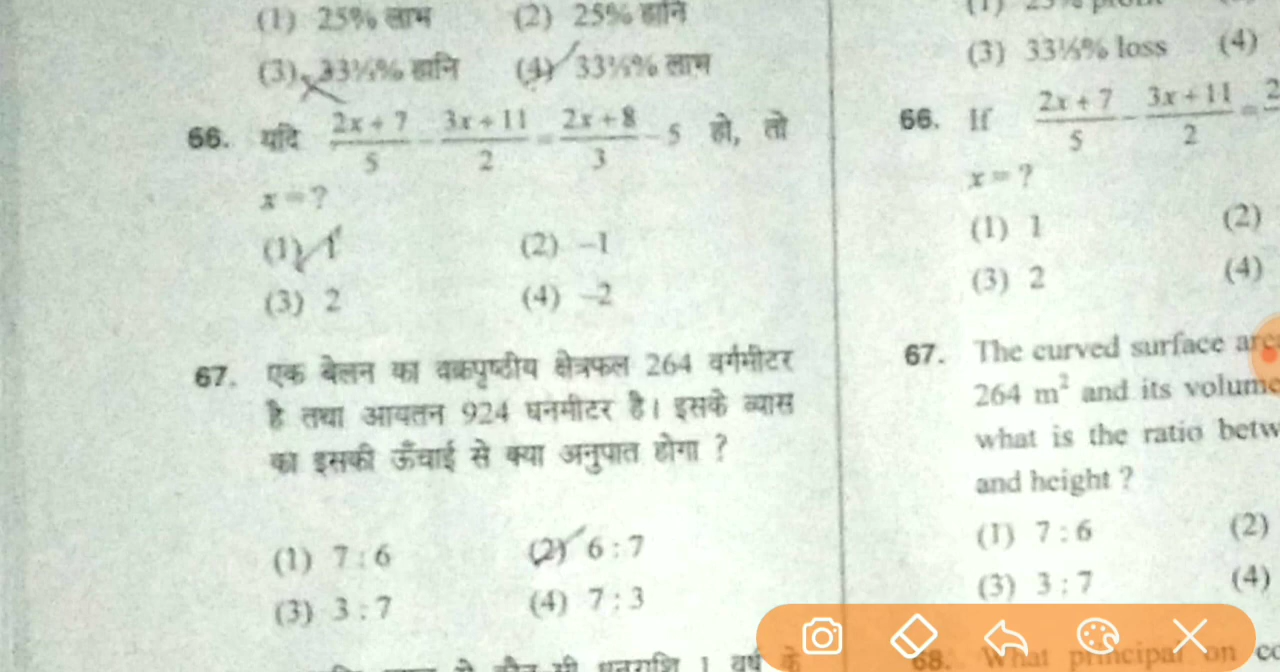 (1) 25% लाभ (2) 25% हानि
(3) 33⅓% हानि (4) 33⅓% लाभ
66. यदि (2x + 7)/5 - (3x + 11)/2 = (2x + 8)/3 - 5 हो, तो
x = ?
(1) 1 (2) -1
(3) 2 (4) -2
67. एक बेलन का वक्रपृष्ठीय क्षेत्रफल 264 वर्गमीटर
है तथा आयतन 924 घनमीटर है। इसके व्यास
का इसकी ऊँचाई से क्या अनुपात होगा ?
(1) 7 : 6 (2) 6 : 7
(3) 3 : 7 (4) 7 : 3
धनराशि 1 वर्ष के
(3) 33⅓% loss (4)
66. If (2x + 7)/5 - (3x + 11)/2 =
x = ?
(1) 1 (2)
(3) 2 (4)
67. The curved surface
264 m² and its volume
what is the ratio betw
and height ?
(1) 7 : 6 (2)
(3) 3 : 7 (4)
68. What principal on